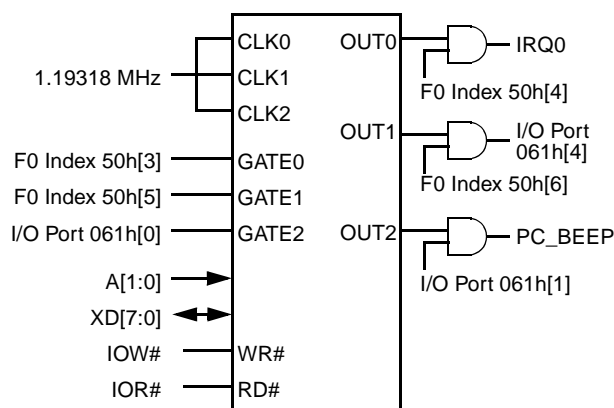 CLK0 OUT0 IRQ0
1.19318 MHz CLK1
F0 Index 50h[4]
CLK2
OUT1 I/O Port
061h[4]
F0 Index 50h[3] GATE0
F0 Index 50h[6]
F0 Index 50h[5] GATE1
I/O Port 061h[0] GATE2 OUT2 PC_BEEP
A[1:0] I/O Port 061h[1]
XD[7:0]
IOW# WR#
IOR# RD#